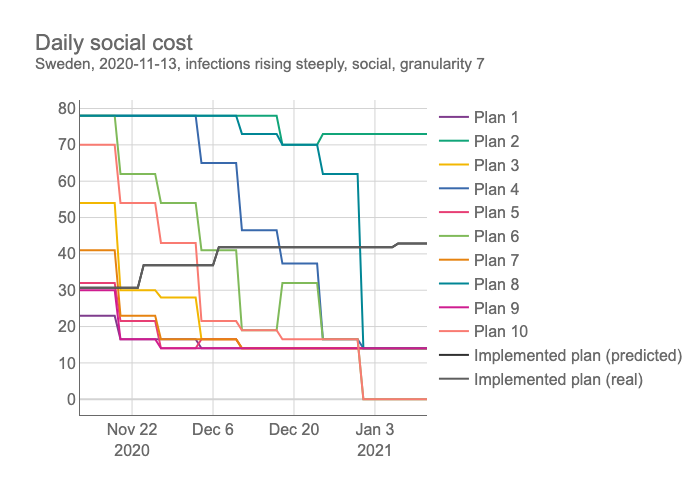 Daily social cost
Sweden, 2020-11-13, infections rising steeply, social, granularity 7
80
70
60
50
40
30
20
10
0
Nov 22
2020
Dec 6
Dec 20
Jan 3
2021
Plan 1
Plan 2
Plan 3
Plan 4
Plan 5
Plan 6
Plan 7
Plan 8
Plan 9
Plan 10
Implemented plan (predicted)
Implemented plan (real)